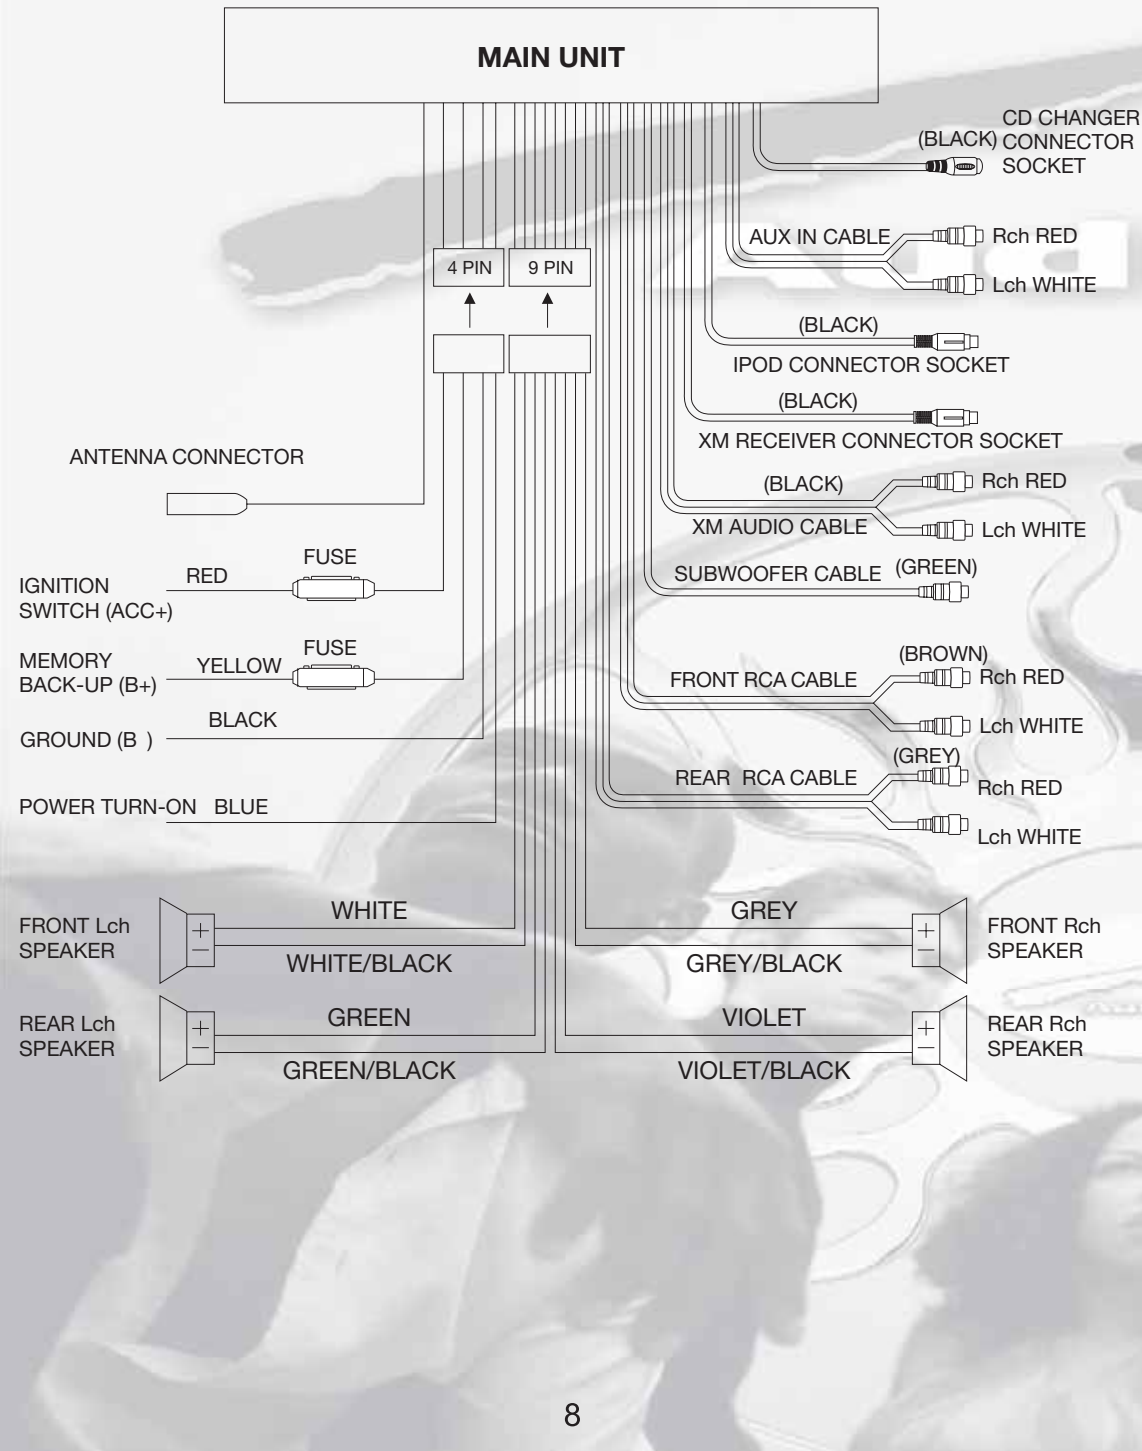 MAIN UNIT
CD CHANGER
(BLACK) CONNECTOR
SOCKET
AUX IN CABLE
Rch RED
Lch WHITE
4 PIN
9 PIN
(BLACK)
IPOD CONNECTOR SOCKET
(BLACK)
XM RECEIVER CONNECTOR SOCKET
ANTENNA CONNECTOR
(BLACK)
Rch RED
XM AUDIO CABLE
Lch WHITE
FUSE
RED
IGNITION
SWITCH (ACC+)
SUBWOOFER CABLE
(GREEN)
FUSE
MEMORY
BACK-UP (B+)
YELLOW
(BROWN)
FRONT RCA CABLE
Rch RED
Lch WHITE
BLACK
GROUND (B )
(GREY)
REAR RCA CABLE
Rch RED
Lch WHITE
POWER TURN-ON BLUE
FRONT Lch
SPEAKER
WHITE
+
−
WHITE/BLACK
GREY
+
−
GREY/BLACK
FRONT Rch
SPEAKER
REAR Lch
SPEAKER
GREEN
+
−
GREEN/BLACK
VIOLET
+
−
VIOLET/BLACK
REAR Rch
SPEAKER
8